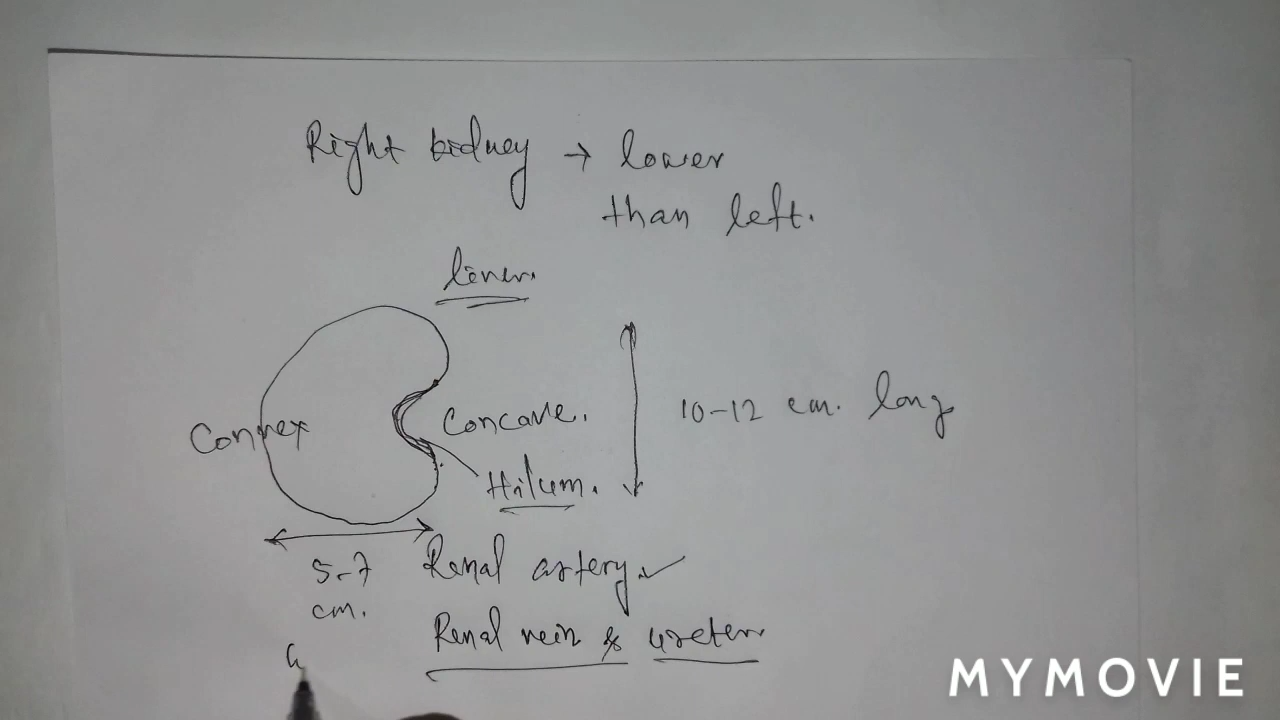 Right kidney → lower
than left.
liver.
Convex
Concave.
10-12 cm. long
Hilum.
5-7
cm.
Renal artery ✓
Renal vein & ureter.
MYMOVIE